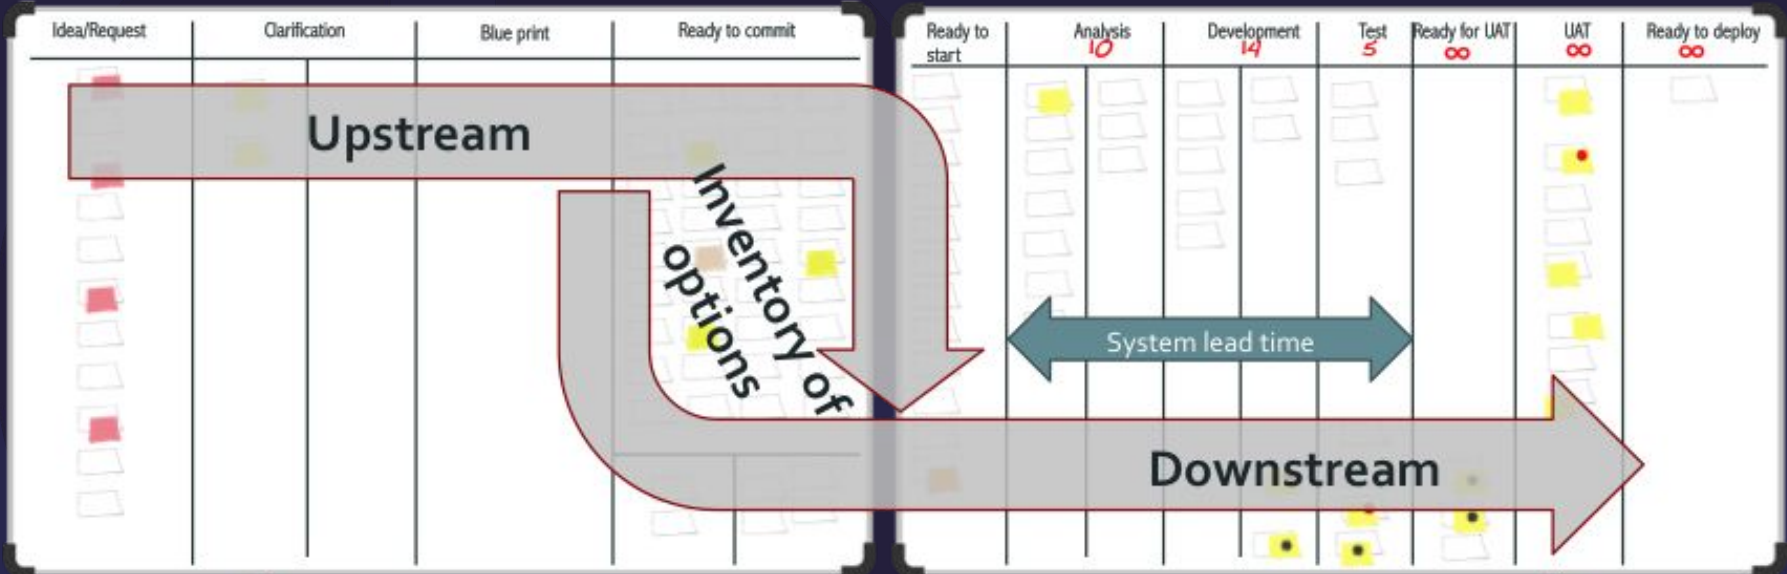 Idea/Request
Clarification
Blue print
Ready to commit
Ready to
start
Analysis
10
Development
14
Test
5
Ready for UAT
∞
UAT
∞
Ready to deploy
∞
Upstream
Inventory of
options
System lead time
Downstream